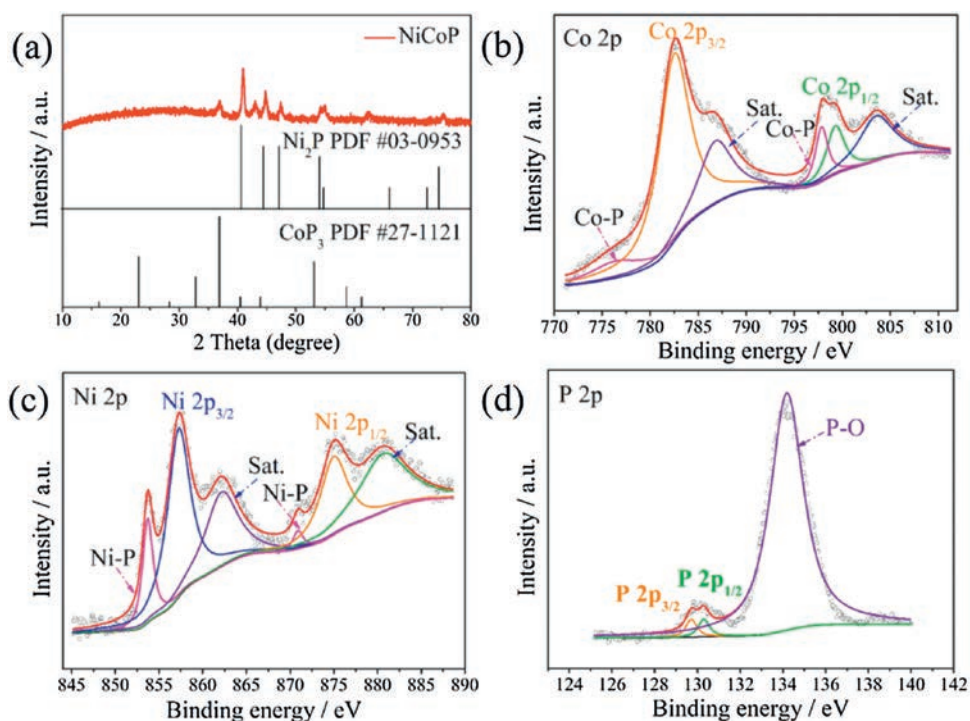 (a)
NiCoP
Ni₂P PDF #03-0953
CoP₃ PDF #27-1121
Intensity / a.u.
10 20 30 40 50 60 70 80
2 Theta (degree)
(b)
Co 2p
Co 2p₃/₂
Sat.
Co-P
Co 2p₁/₂
Sat.
Co-P
Intensity / a.u.
770 775 780 785 790 795 800 805 810
Binding energy / eV
(c)
Ni 2p
Ni 2p₃/₂
Ni 2p₁/₂
Sat.
Sat.
Ni-P
Ni-P
Intensity / a.u.
845 850 855 860 865 870 875 880 885 890
Binding energy / eV
(d)
P 2p
P-O
P 2p₃/₂
P 2p₁/₂
Intensity / a.u.
124 126 128 130 132 134 136 138 140 142
Binding energy / eV